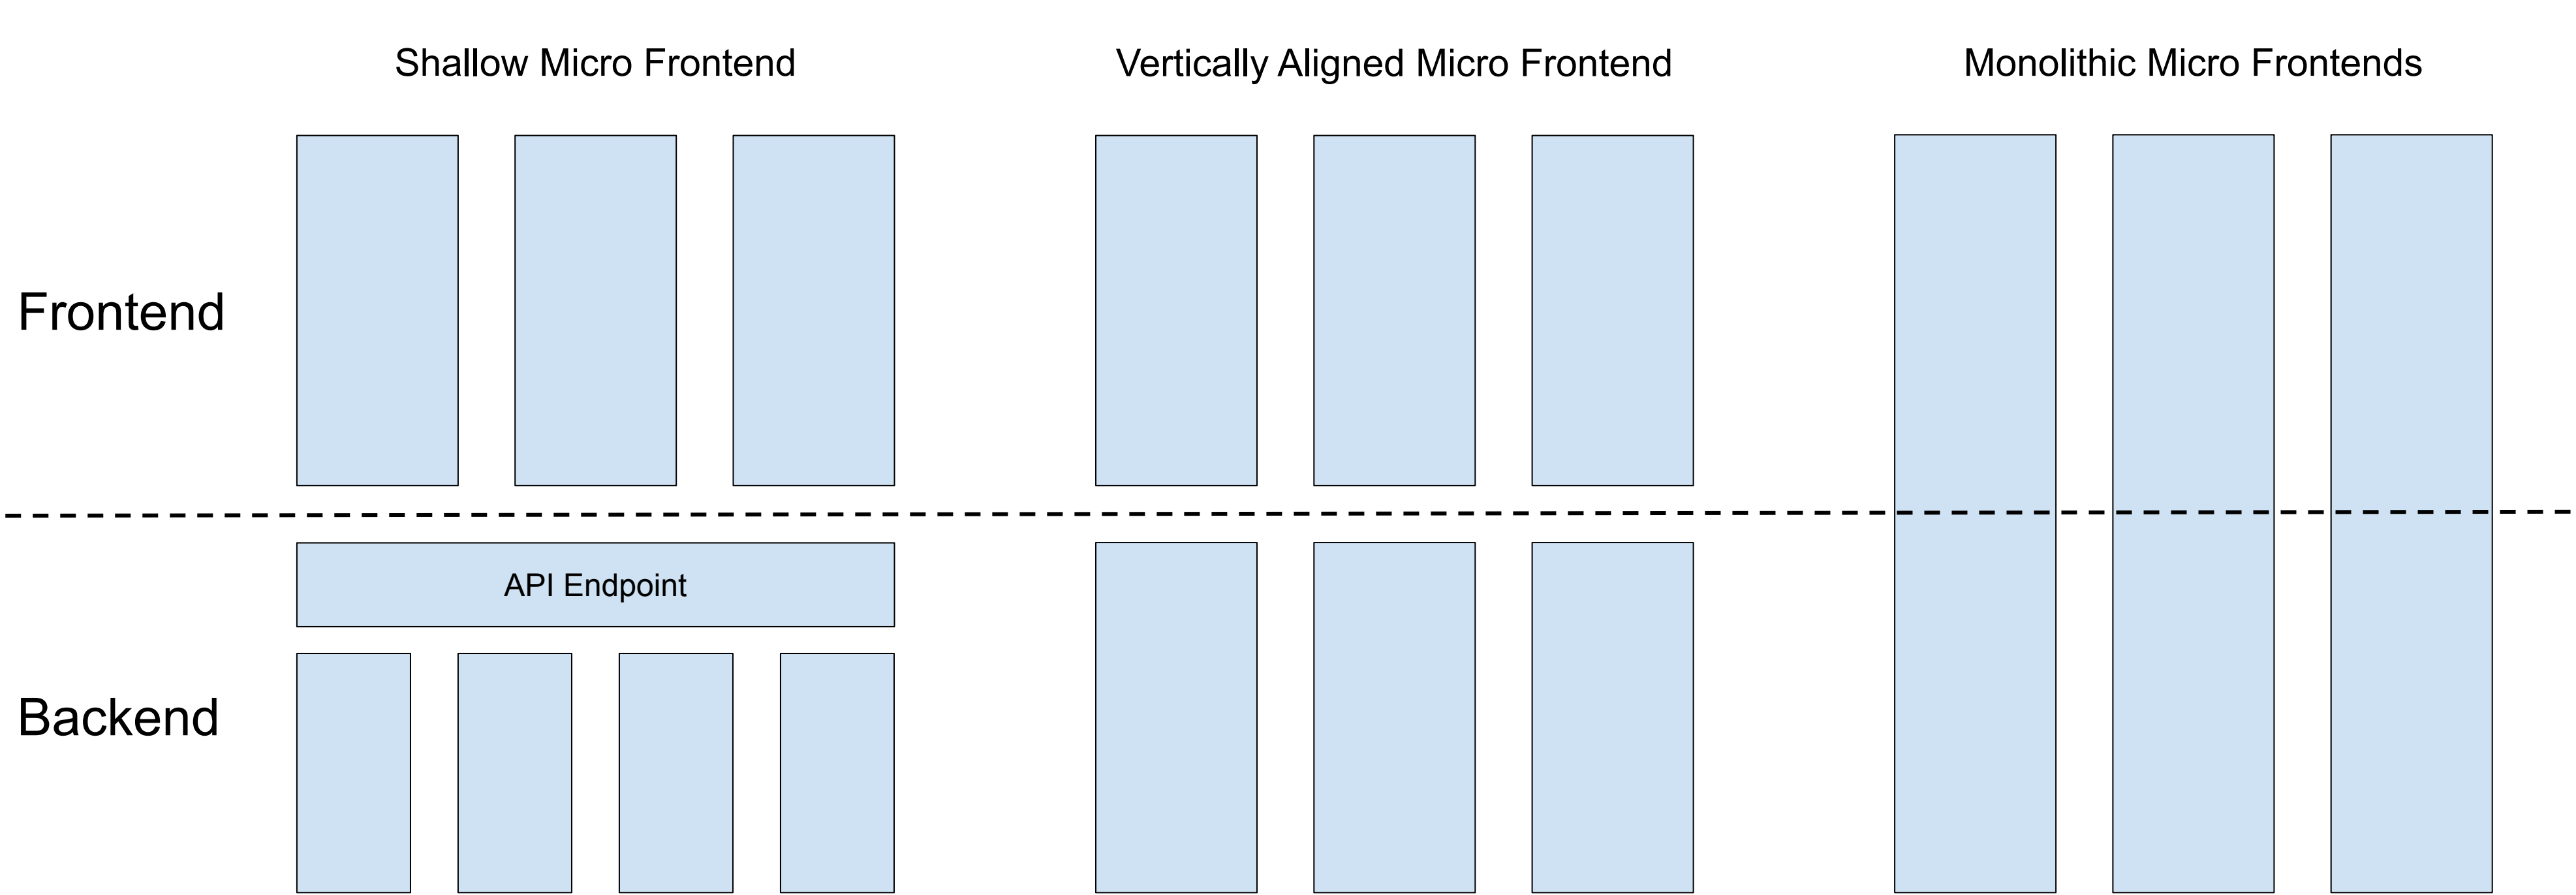 Shallow Micro Frontend
Vertically Aligned Micro Frontend
Monolithic Micro Frontends
Frontend
API Endpoint
Backend